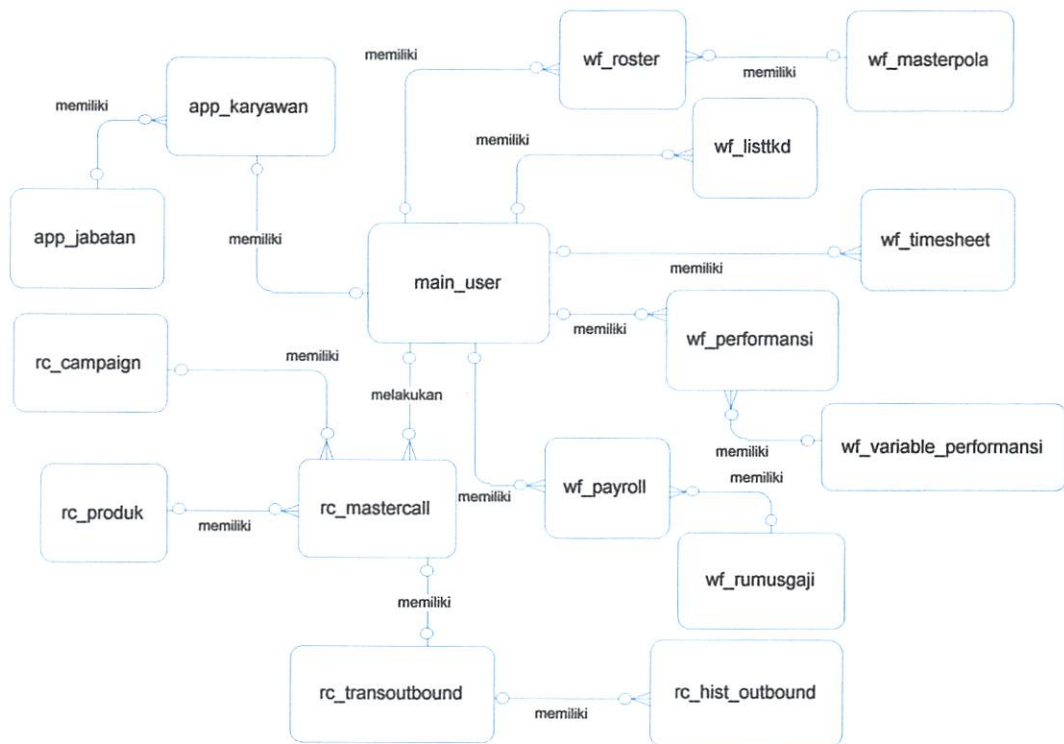 memiliki
wf_roster
memiliki
wf_masterpola
memiliki
app_karyawan
memiliki
wf_listtkd
app_jabatan
memiliki
main_user
wf_timesheet
memiliki
memiliki
wf_performansi
rc_campaign
memiliki
melakukan
memiliki
wf_variable_performansi
rc_produk
memiliki
rc_mastercall
memiliki
wf_payroll
memiliki
wf_rumusgaji
memiliki
rc_transoutbound
memiliki
rc_hist_outbound